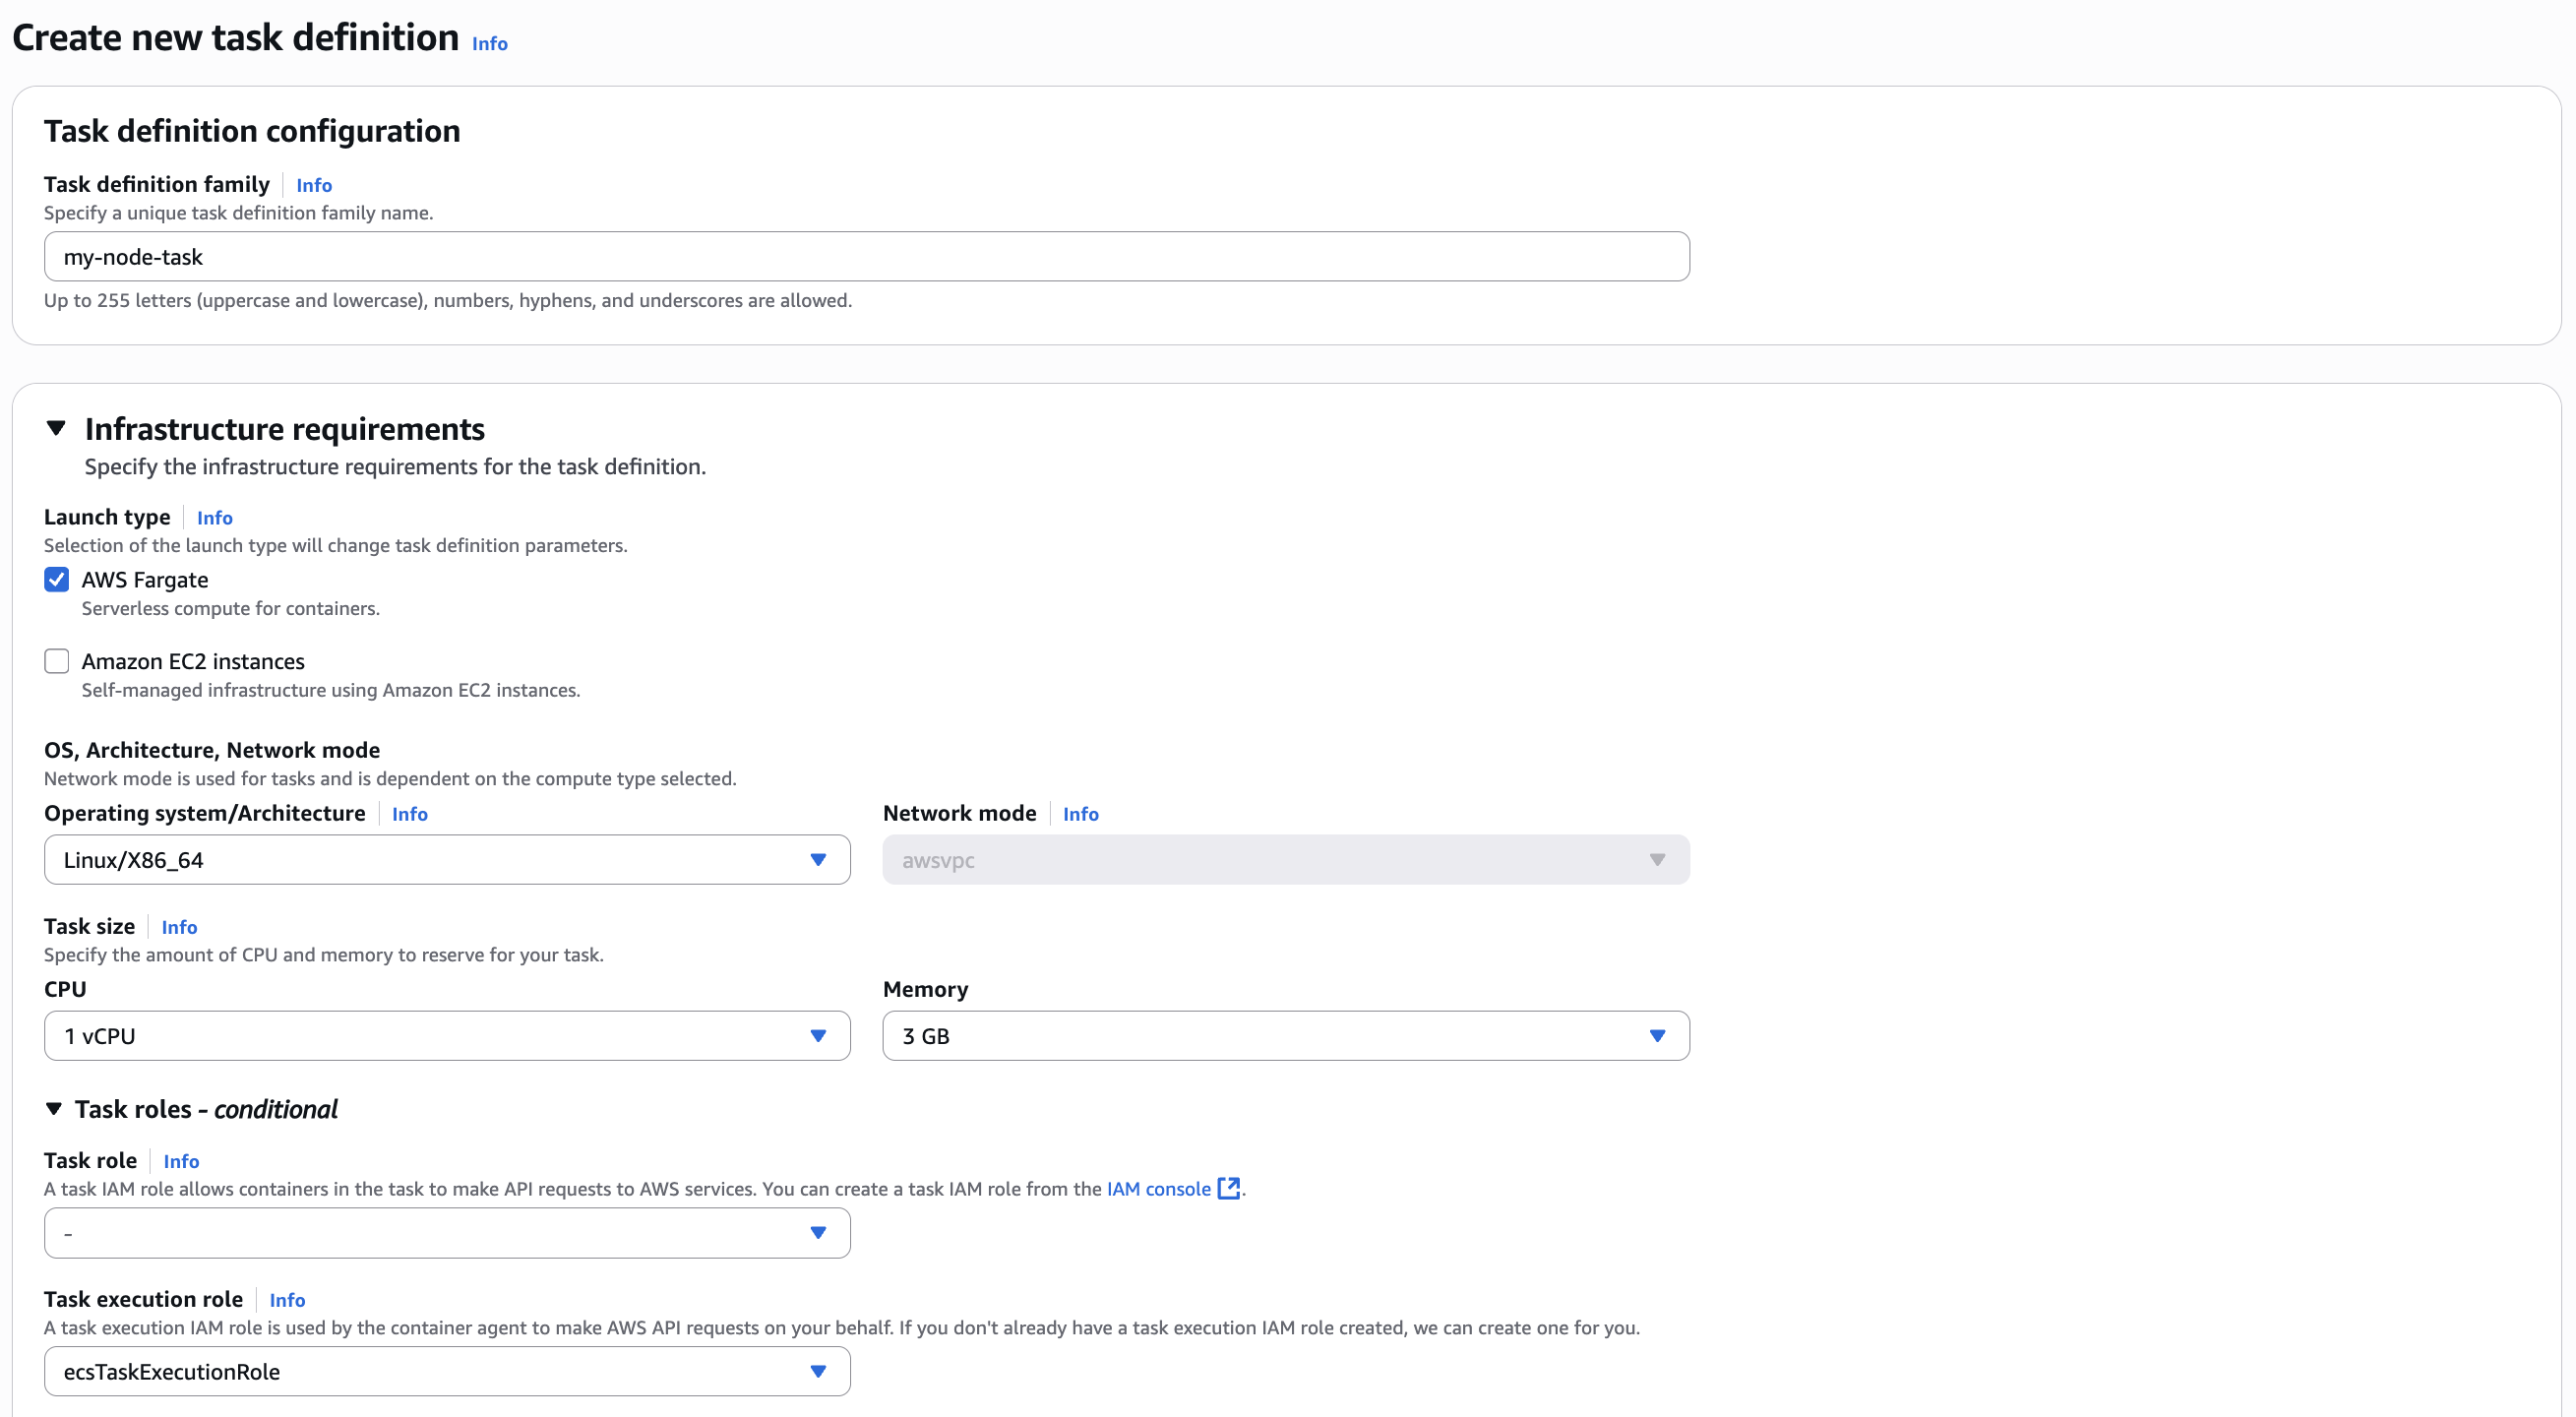 Create new task definition Info
Task definition configuration
Task definition family Info
Specify a unique task definition family name.
my-node-task
Up to 255 letters (uppercase and lowercase), numbers, hyphens, and underscores are allowed.
Infrastructure requirements
Specify the infrastructure requirements for the task definition.
Launch type Info
Selection of the launch type will change task definition parameters.
AWS Fargate
Serverless compute for containers.
Amazon EC2 instances
Self-managed infrastructure using Amazon EC2 instances.
OS, Architecture, Network mode
Network mode is used for tasks and is dependent on the compute type selected.
Operating system/Architecture Info Network mode Info
Linux/X86_64 awsvpc
Task size Info
Specify the amount of CPU and memory to reserve for your task.
CPU Memory
1 vCPU 3 GB
Task roles - conditional
Task role Info
A task IAM role allows containers in the task to make API requests to AWS services. You can create a task IAM role from the IAM console.
-
Task execution role Info
A task execution IAM role is used by the container agent to make AWS API requests on your behalf. If you don't already have a task execution IAM role created, we can create one for you.
ecsTaskExecutionRole